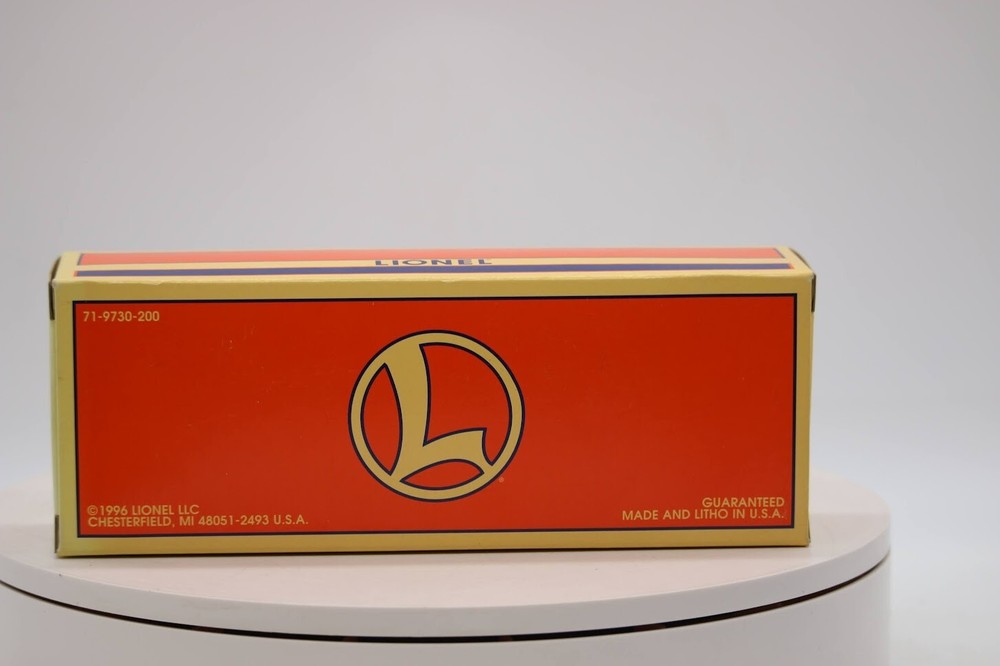 LIONEL
71-9730-200
L
©1996 LIONEL LLC
CHESTERFIELD, MI 48051-2493 U.S.A.
GUARANTEED
MADE AND LITHO IN U.S.A.